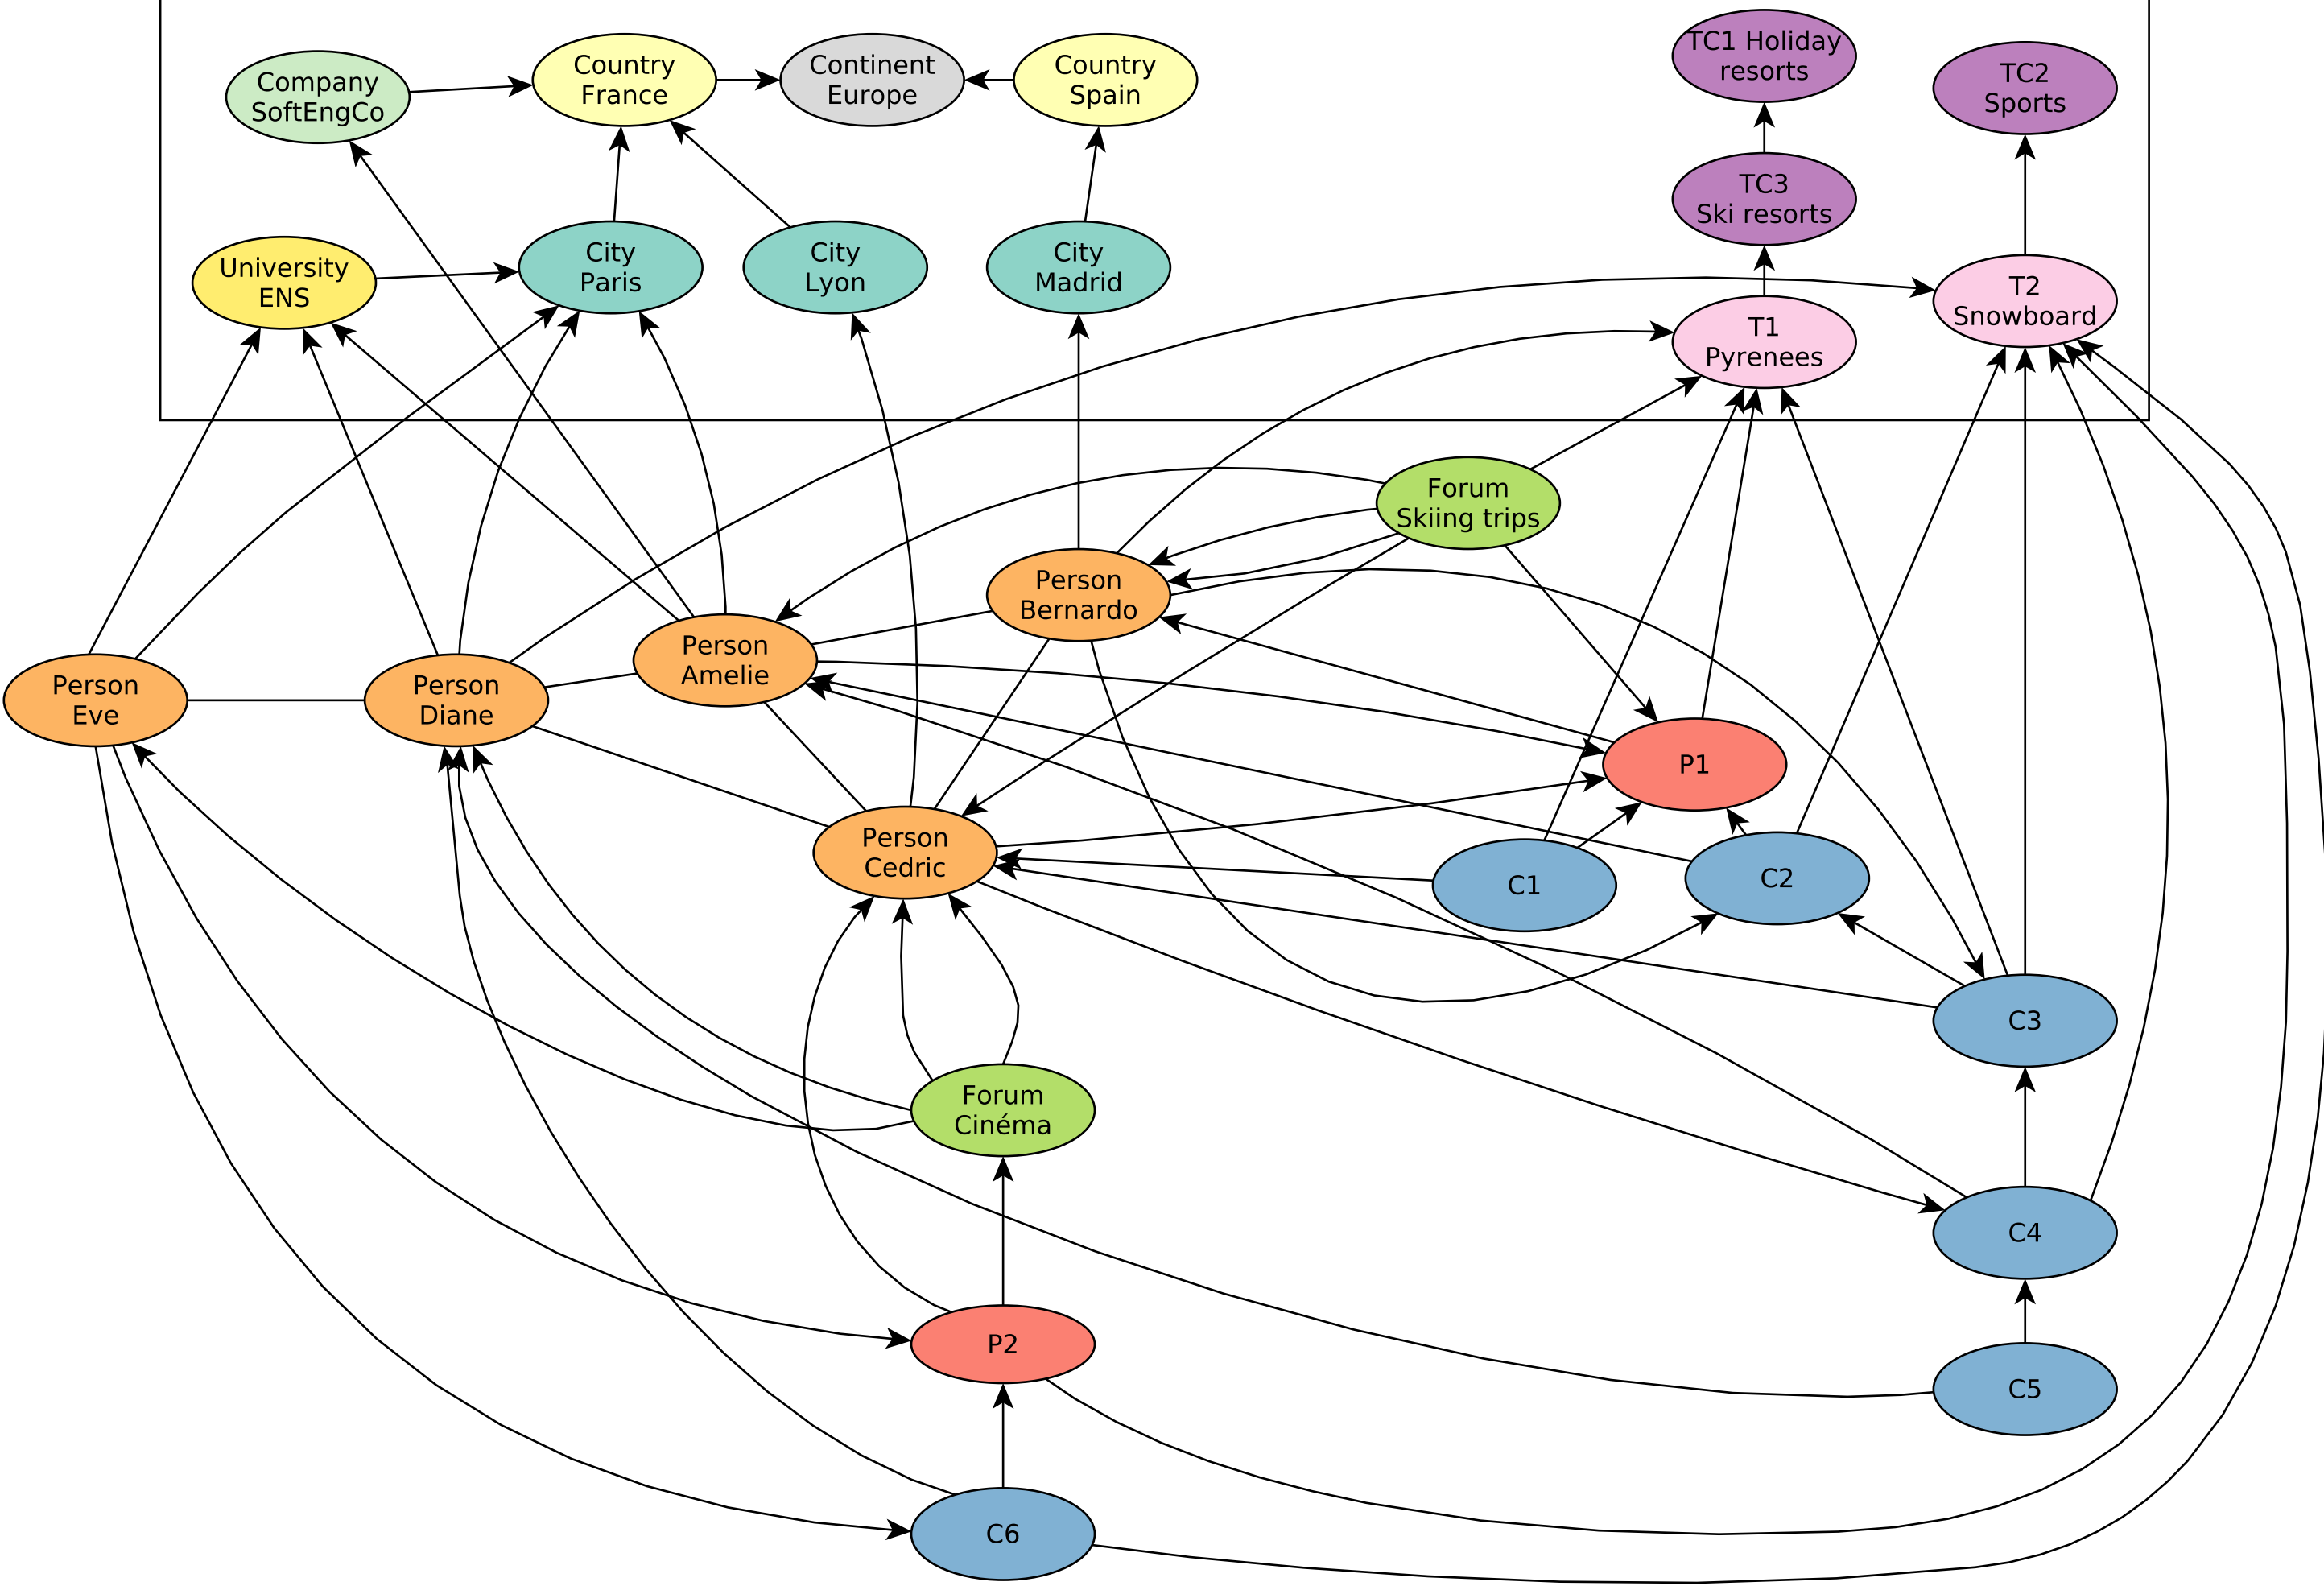 Company
SoftEngCo
Country
France
Continent
Europe
Country
Spain
TC1 Holiday
resorts
TC2
Sports
TC3
Ski resorts
University
ENS
City
Paris
City
Lyon
City
Madrid
T2
Snowboard
T1
Pyrenees
Forum
Skiing trips
Person
Bernardo
Person
Amelie
Person
Eve
Person
Diane
P1
Person
Cedric
C1
C2
C3
Forum
Cinéma
C4
P2
C5
C6